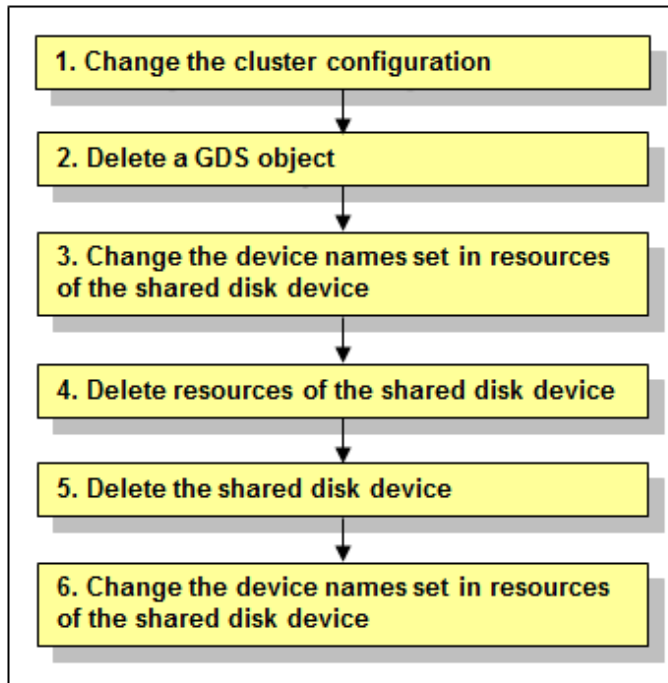 1. Change the cluster configuration
2. Delete a GDS object
3. Change the device names set in resources
of the shared disk device
4. Delete resources of the shared disk device
5. Delete the shared disk device
6. Change the device names set in resources
of the shared disk device